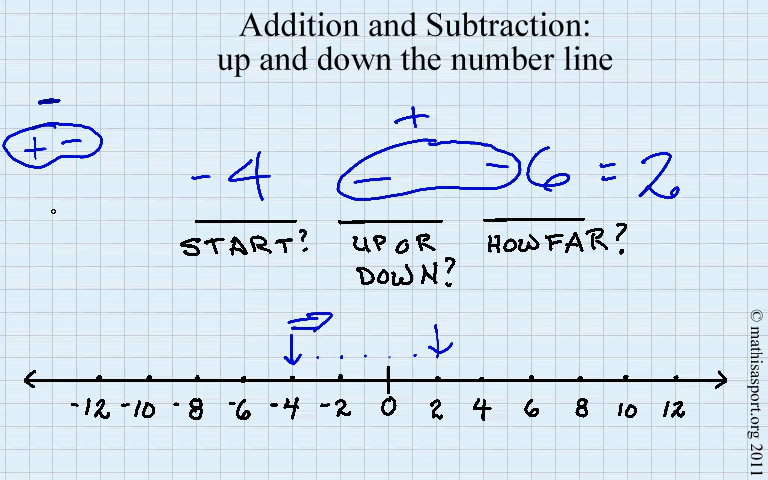 Addition and Subtraction:
up and down the number line
-
+ -
+
-4 - -6 = 2
START? UP OR DOWN? HOW FAR?
-12 -10 -8 -6 -4 -2 0 2 4 6 8 10 12
© mathisasport.org 2011